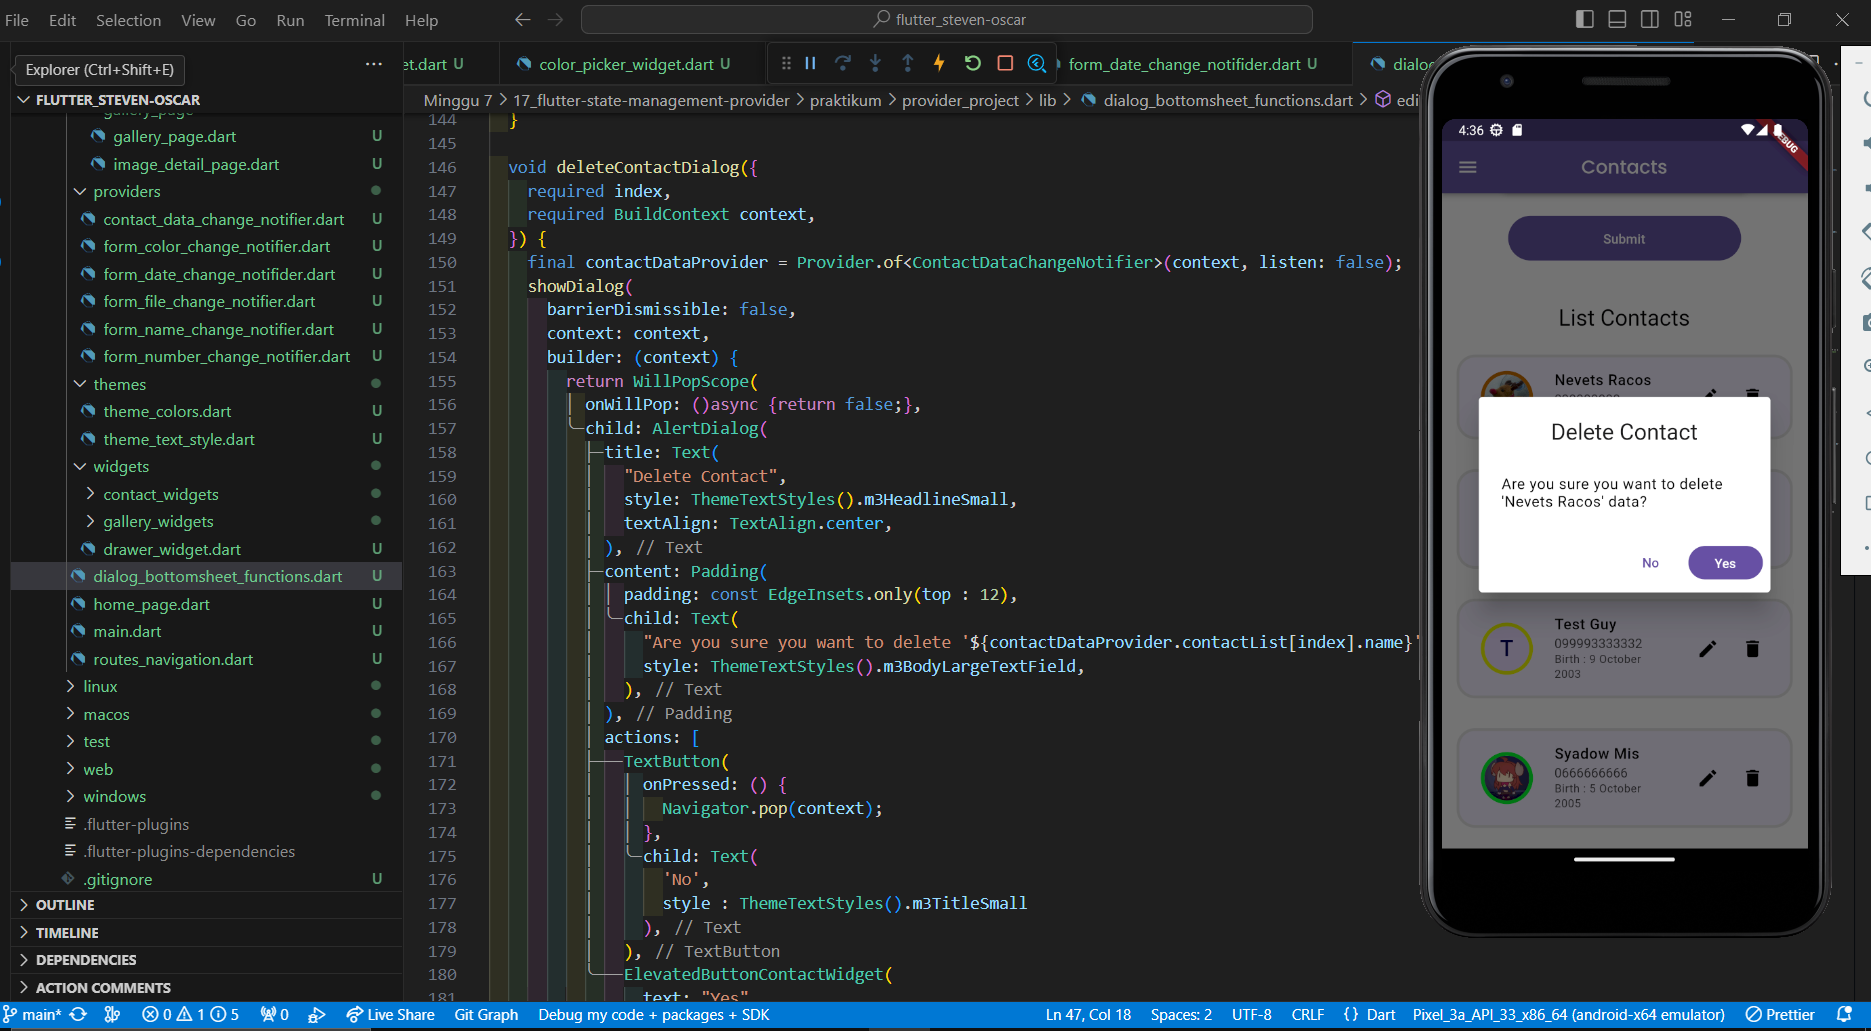 File Edit Selection View Go Run Terminal Help
flutter_steven-oscar
Explorer (Ctrl+Shift+E)
et.dart U
color_picker_widget.dart U
form_date_change_notifider.dart U
dialo
FLUTTER_STEVEN-OSCAR
Minggu 7 > 17_flutter-state-management-provider > praktikum > provider_project > lib > dialog_bottomsheet_functions.dart > edi
gallery_page
gallery_page.dart U
image_detail_page.dart U
providers
contact_data_change_notifier.dart U
form_color_change_notifier.dart U
form_date_change_notifider.dart U
form_file_change_notifier.dart U
form_name_change_notifier.dart U
form_number_change_notifier.dart U
themes
theme_colors.dart U
theme_text_style.dart U
widgets
contact_widgets
gallery_widgets
drawer_widget.dart U
dialog_bottomsheet_functions.dart U
home_page.dart U
main.dart U
routes_navigation.dart U
linux
macos
test
web
windows
.flutter-plugins
.flutter-plugins-dependencies
.gitignore U
OUTLINE
TIMELINE
DEPENDENCIES
ACTION COMMENTS
144 }
145
146 void deleteContactDialog({
147 required index,
148 required BuildContext context,
149 }) {
150 final contactDataProvider = Provider.of<ContactDataChangeNotifier>(context, listen: false);
151 showDialog(
152 barrierDismissible: false,
153 context: context,
154 builder: (context) {
155 return WillPopScope(
156 onWillPop: ()async {return false;},
157 child: AlertDialog(
158 title: Text(
159 "Delete Contact",
160 style: ThemeTextStyles().m3HeadlineSmall,
161 textAlign: TextAlign.center,
162 ), // Text
163 content: Padding(
164 padding: const EdgeInsets.only(top : 12),
165 child: Text(
166 "Are you sure you want to delete '${contactDataProvider.contactList[index].name}'
167 style: ThemeTextStyles().m3BodyLargeTextField,
168 ), // Text
169 ), // Padding
170 actions: [
171 TextButton(
172 onPressed: () {
173 Navigator.pop(context);
174 },
175 child: Text(
176 'No',
177 style : ThemeTextStyles().m3TitleSmall
178 ), // Text
179 ), // TextButton
180 ElevatedButtonContactWidget(
181 text: "Yes"
4:36
DEBUG
Contacts
Submit
List Contacts
Nevets Racos
Delete Contact
Are you sure you want to delete
'Nevets Racos' data?
No
Yes
T
Test Guy
099993333332
Birth : 9 October
2003
Syadow Mis
0666666666
Birth : 5 October
2005
main* 0 1 5 0 Live Share Git Graph Debug my code + packages + SDK Ln 47, Col 18 Spaces: 2 UTF-8 CRLF {} Dart Pixel_3a_API_33_x86_64 (android-x64 emulator) Prettier